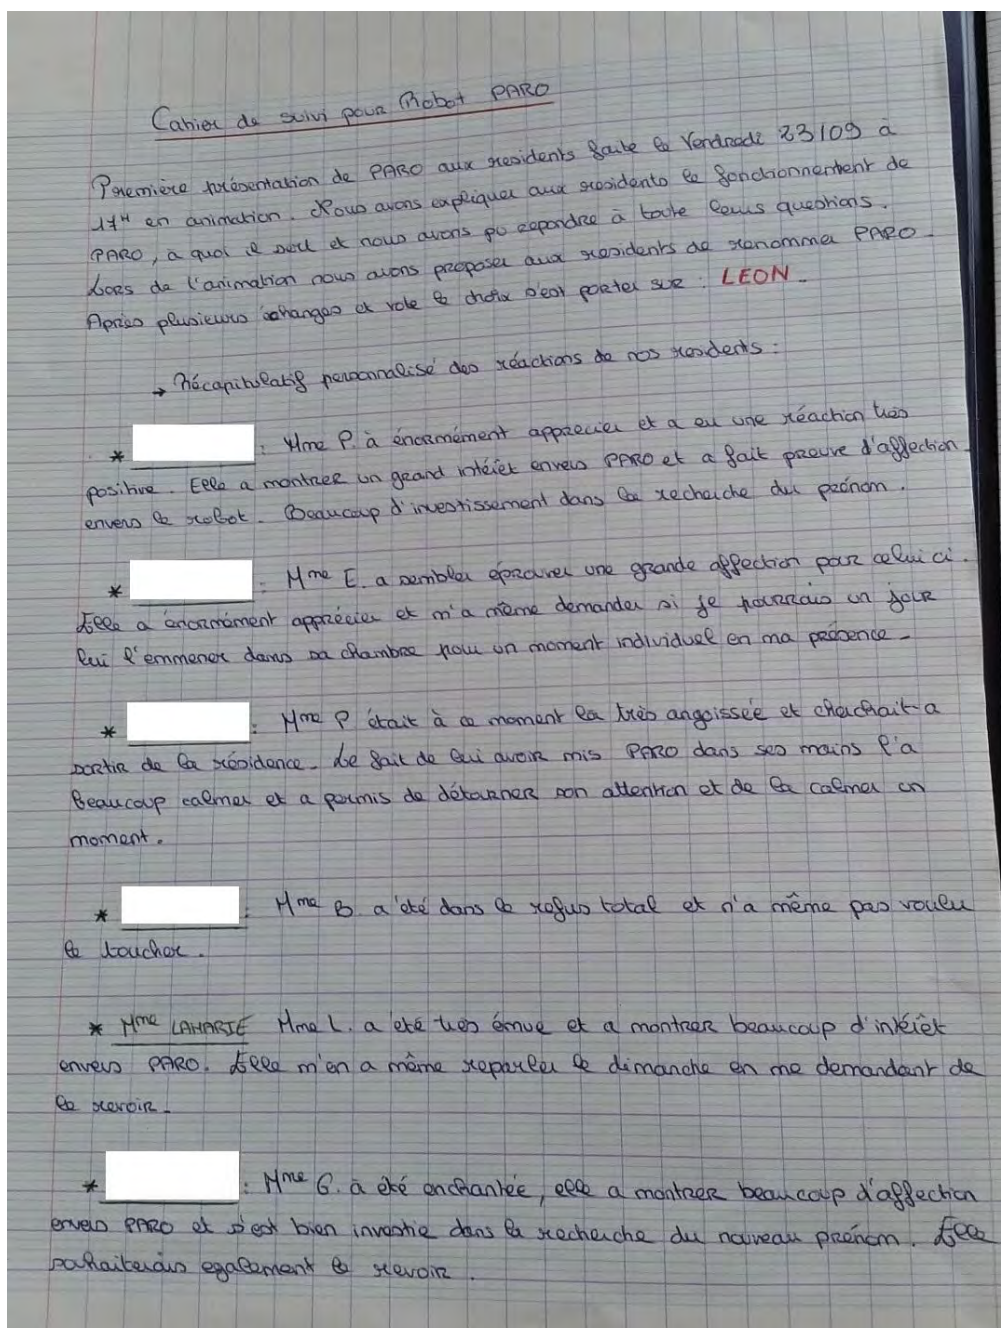 Cahier de suivi pour Robot PARO
Première présentation de PARO aux residents faite le Vendredi 23/09 à
17H en animation. Nous avons expliquer aux residents le fonctionnement de
PARO, a quoi il sert et nous avons pu repondre à toute leurs questions.
Lors de l'animation nous avons proposer aux residents de renommer PARO.
Apries plusieurs échanges et vote le choix s'est porter sur : LEON.
→ Récapitulatif personnalisé des réactions de nos residents :
* : Mme P. à énormément apprecier et a eu une réaction très
positive. Elle a montrer un grand intérêt envers PARO et a fait preuve d'affection
envers le robot. Beaucoup d'investissement dans la recherche du prénom.
* : Mme E. a sembler éprouver une grande affection pour celui ci.
Elle a énormément apprécier et m'a même demander si je pourrais un jour
lui l'emmener dans sa chambre pour un moment individuel en ma présence.
* : Mme P était à ce moment la très angoissée et cherchait a
sortir de la résidence. Le fait de lui avoir mis PARO dans ses mains l'a
beaucoup calmer et a permis de détourner son attention et de la calmer un
moment.
* : Mme B. a été dans le refus total et n'a même pas voulu
le toucher.
* Mme LAHARIE Mme L. a été très émue et a montrer beaucoup d'intérêt
envers PARO. Elle m'en a même reparler le dimanche en me demandant de
le revoir.
* : Mme G. à été enchantée, elle a montrer beaucoup d'affection
envers PARO et s'est bien investie dans la recherche du nouveau prénom. Elle
souhaiterais egalement le revoir.